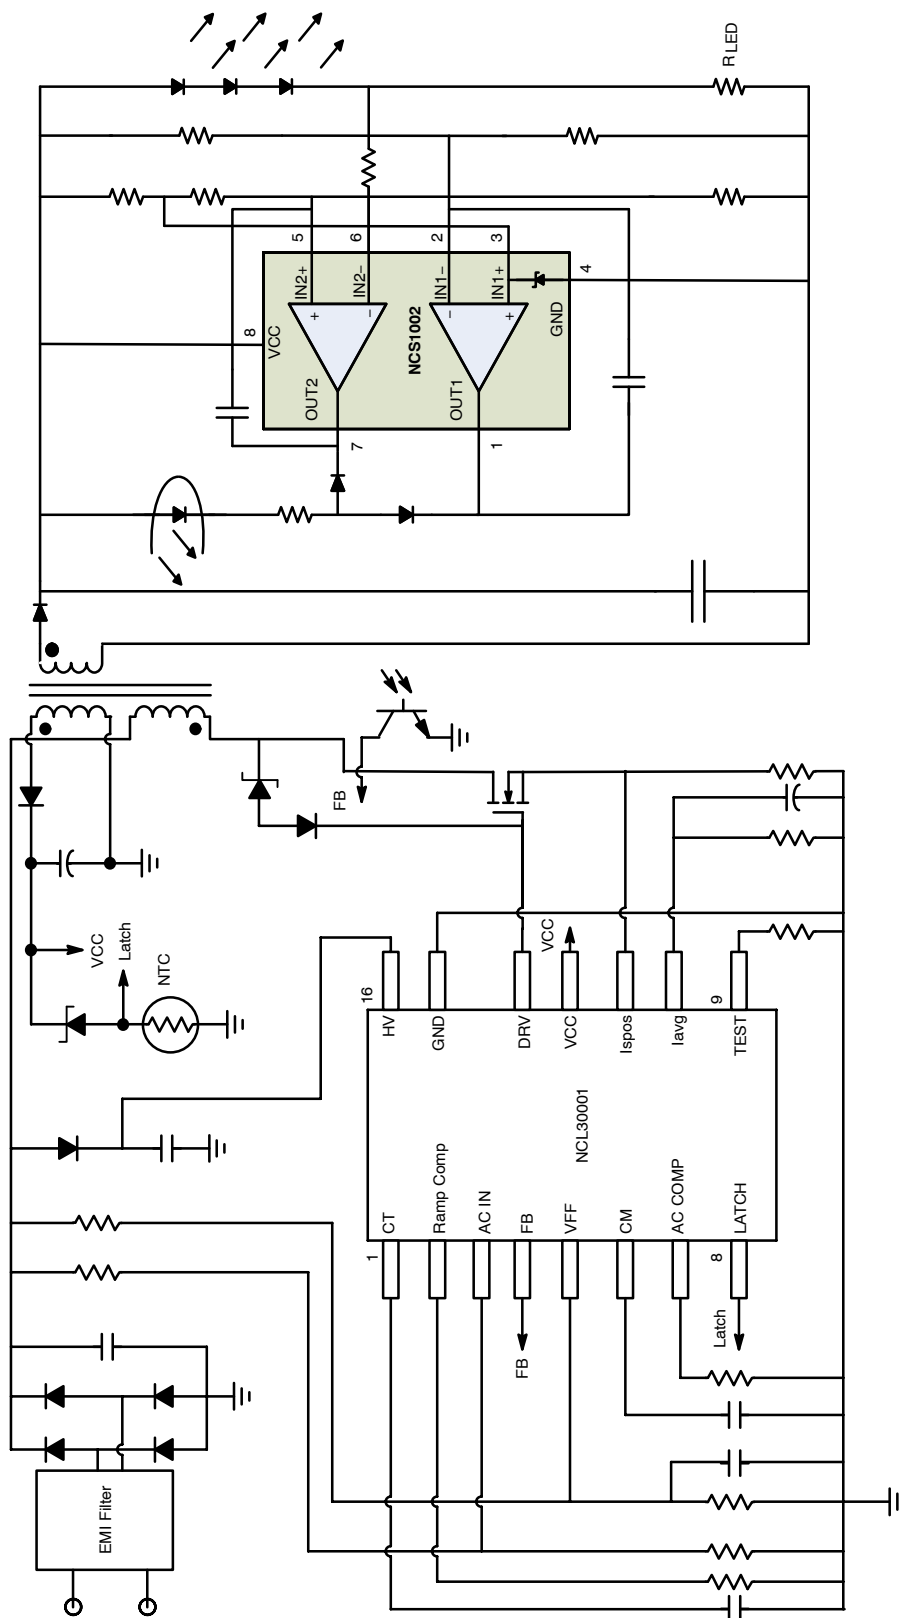 EMI Filter
NTC
Latch
VCC
FB
R LED
NCS1002
8
VCC
5
IN2+
6
IN2−
2
IN1−
3
IN1+
4
GND
OUT2
7
OUT1
1
+
−
−
+
NCL30001
1
CT
Ramp Comp
AC IN
FB
FB
VFF
CM
AC COMP
8
LATCH
Latch
16
HV
GND
DRV
VCC
VCC
Ispos
Iavg
9
TEST